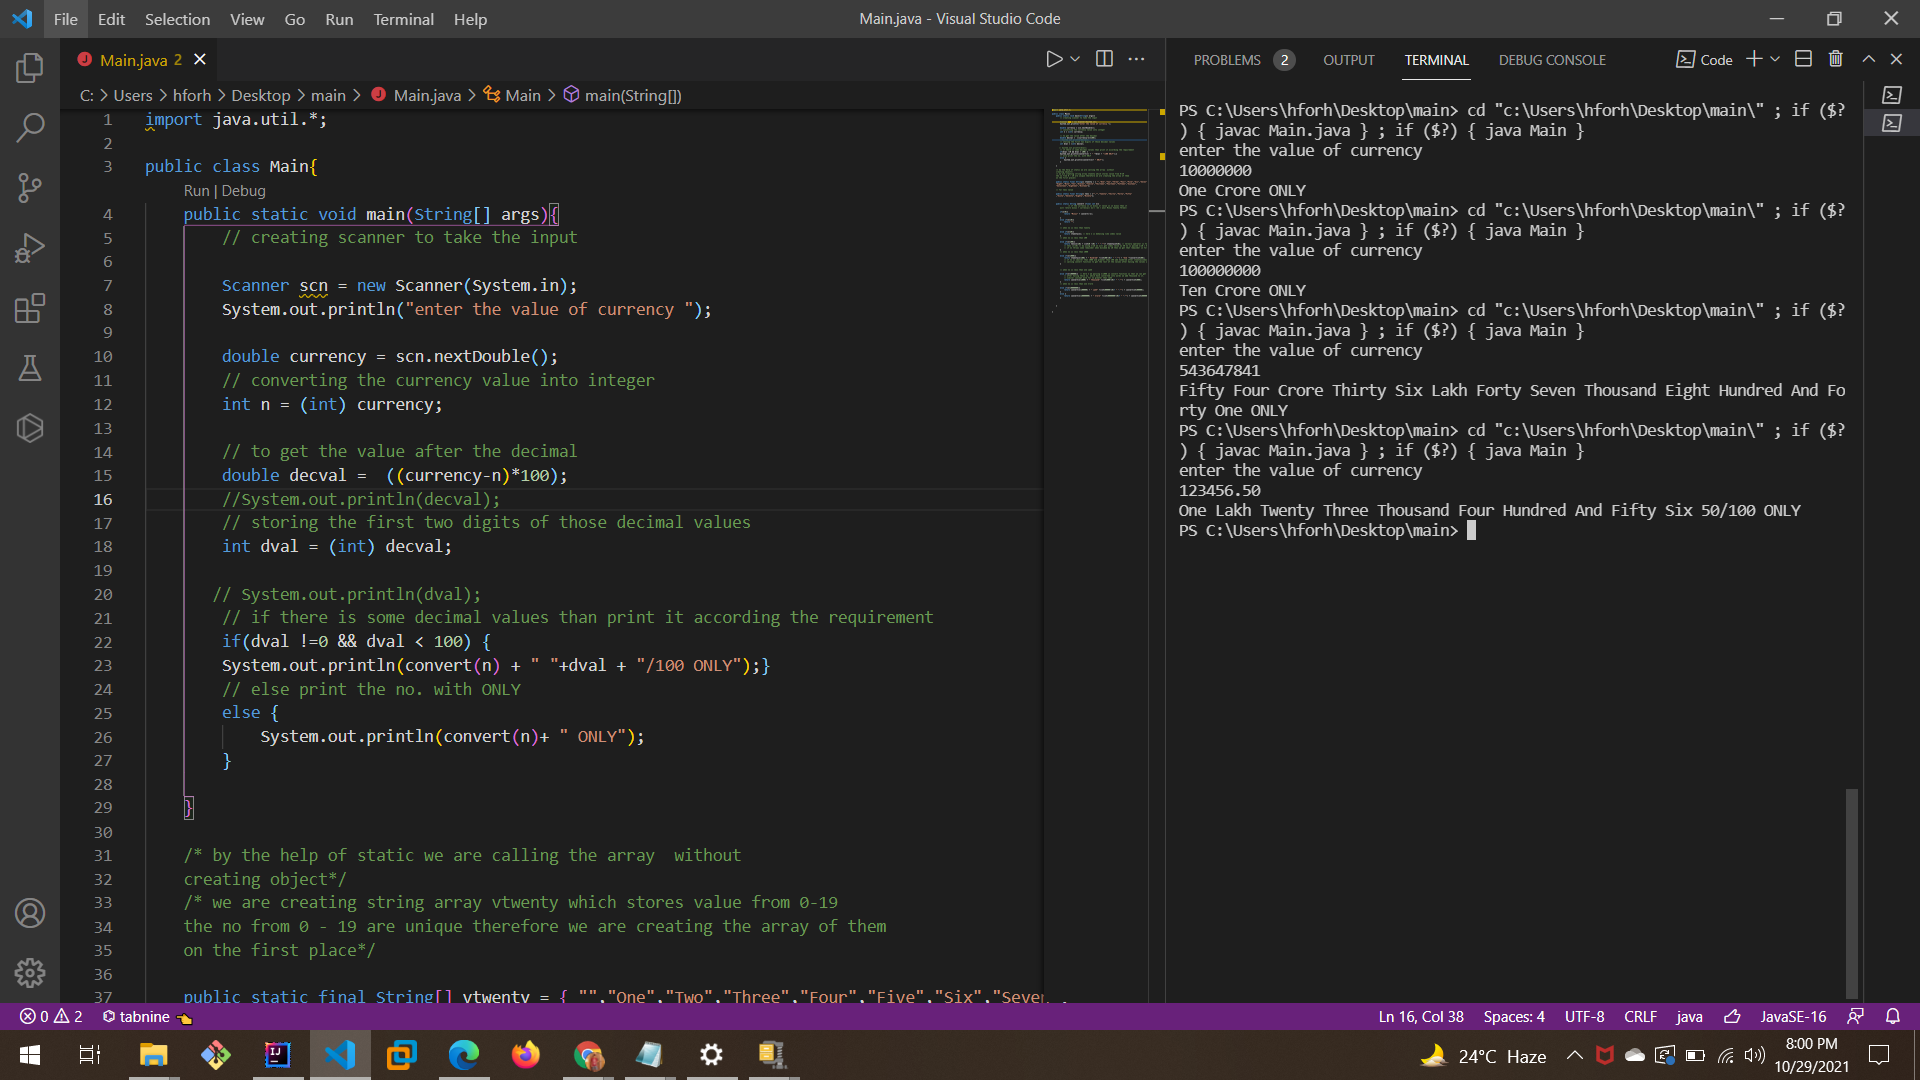 File Edit Selection View Go Run Terminal Help
Main.java - Visual Studio Code
Main.java 2
C: > Users > hforh > Desktop > main > Main.java > Main > main(String[])
1 import java.util.*;
2
3 public class Main{
Run | Debug
4 public static void main(String[] args){
5 // creating scanner to take the input
6
7 Scanner scn = new Scanner(System.in);
8 System.out.println("enter the value of currency ");
9
10 double currency = scn.nextDouble();
11 // converting the currency value into integer
12 int n = (int) currency;
13
14 // to get the value after the decimal
15 double decval =  ((currency-n)*100);
16 //System.out.println(decval);
17 // storing the first two digits of those decimal values
18 int dval = (int) decval;
19
20 // System.out.println(dval);
21 // if there is some decimal values than print it according the requirement
22 if(dval !=0 && dval < 100) {
23 System.out.println(convert(n) + " "+dval + "/100 ONLY");}
24 // else print the no. with ONLY
25 else {
26 System.out.println(convert(n)+ " ONLY");
27 }
28
29 }
30
31 /* by the help of static we are calling the array  without
32 creating object*/
33 /* we are creating string array vtwenty which stores value from 0-19
34 the no from 0 - 19 are unique therefore we are creating the array of them
35 on the first place*/
36
37 public static final String[] vtwenty = { "","One","Two","Three","Four","Five","Six","Seven
PROBLEMS 2 OUTPUT TERMINAL DEBUG CONSOLE
Code
PS C:\Users\hforh\Desktop\main> cd "c:\Users\hforh\Desktop\main\" ; if ($?
) { javac Main.java } ; if ($?) { java Main }
enter the value of currency
10000000
One Crore ONLY
PS C:\Users\hforh\Desktop\main> cd "c:\Users\hforh\Desktop\main\" ; if ($?
) { javac Main.java } ; if ($?) { java Main }
enter the value of currency
100000000
Ten Crore ONLY
PS C:\Users\hforh\Desktop\main> cd "c:\Users\hforh\Desktop\main\" ; if ($?
) { javac Main.java } ; if ($?) { java Main }
enter the value of currency
543647841
Fifty Four Crore Thirty Six Lakh Forty Seven Thousand Eight Hundred And Fo
rty One ONLY
PS C:\Users\hforh\Desktop\main> cd "c:\Users\hforh\Desktop\main\" ; if ($?
) { javac Main.java } ; if ($?) { java Main }
enter the value of currency
123456.50
One Lakh Twenty Three Thousand Four Hundred And Fifty Six 50/100 ONLY
PS C:\Users\hforh\Desktop\main>
0 2 tabnine
Ln 16, Col 38 Spaces: 4 UTF-8 CRLF java JavaSE-16
24°C Haze
8:00 PM
10/29/2021